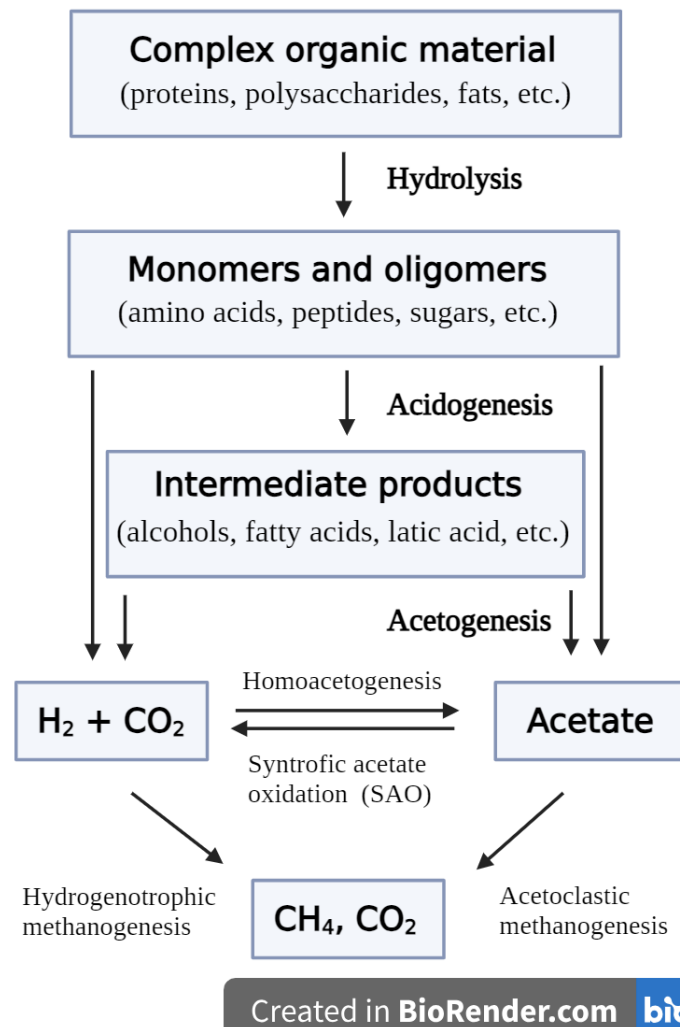 Complex organic material
(proteins, polysaccharides, fats, etc.)
Hydrolysis
Monomers and oligomers
(amino acids, peptides, sugars, etc.)
Acidogenesis
Intermediate products
(alcohols, fatty acids, latic acid, etc.)
Acetogenesis
Homoacetogenesis
H₂ + CO₂
Acetate
Syntrofic acetate
oxidation (SAO)
Hydrogenotrophic
methanogenesis
CH₄, CO₂
Acetoclastic
methanogenesis
Created in BioRender.com